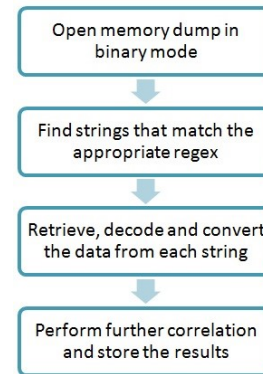 Open memory dump in
binary mode
Find strings that match the
appropriate regex
Retrieve, decode and convert
the data from each string
Perform further correlation
and store the results